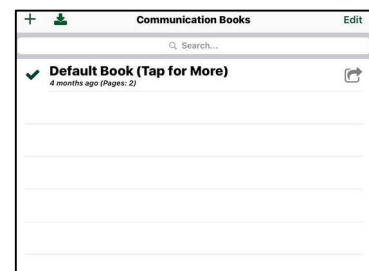 Communication Books
Edit
Search...
Default Book (Tap for More)
4 months ago (Pages: 2)